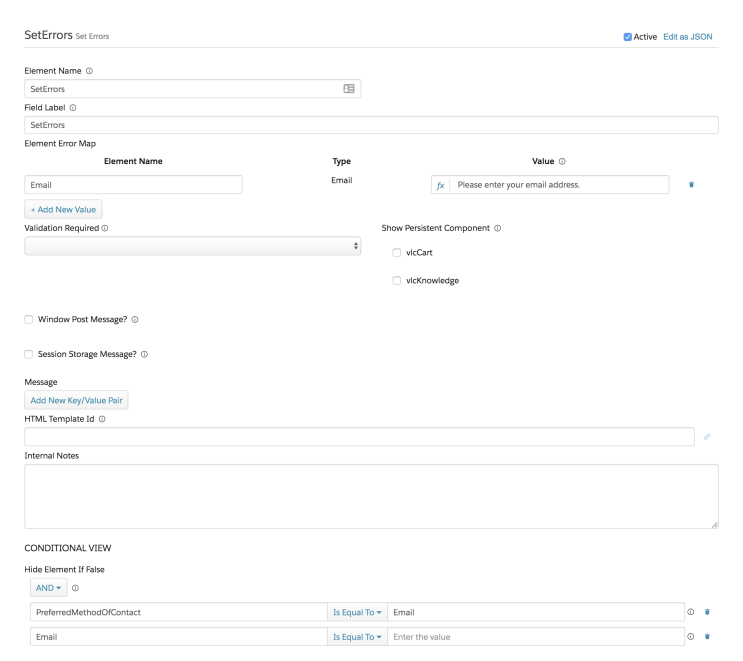 SetErrors Set Errors
Active Edit as JSON
Element Name
SetErrors
Field Label
SetErrors
Element Error Map
Element Name Type Value
Email Email fx Please enter your email address.
+ Add New Value
Validation Required Show Persistent Component
vlcCart
vlcKnowledge
Window Post Message?
Session Storage Message?
Message
Add New Key/Value Pair
HTML Template Id
Internal Notes
CONDITIONAL VIEW
Hide Element If False
AND
PreferredMethodOfContact Is Equal To Email
Email Is Equal To Enter the value